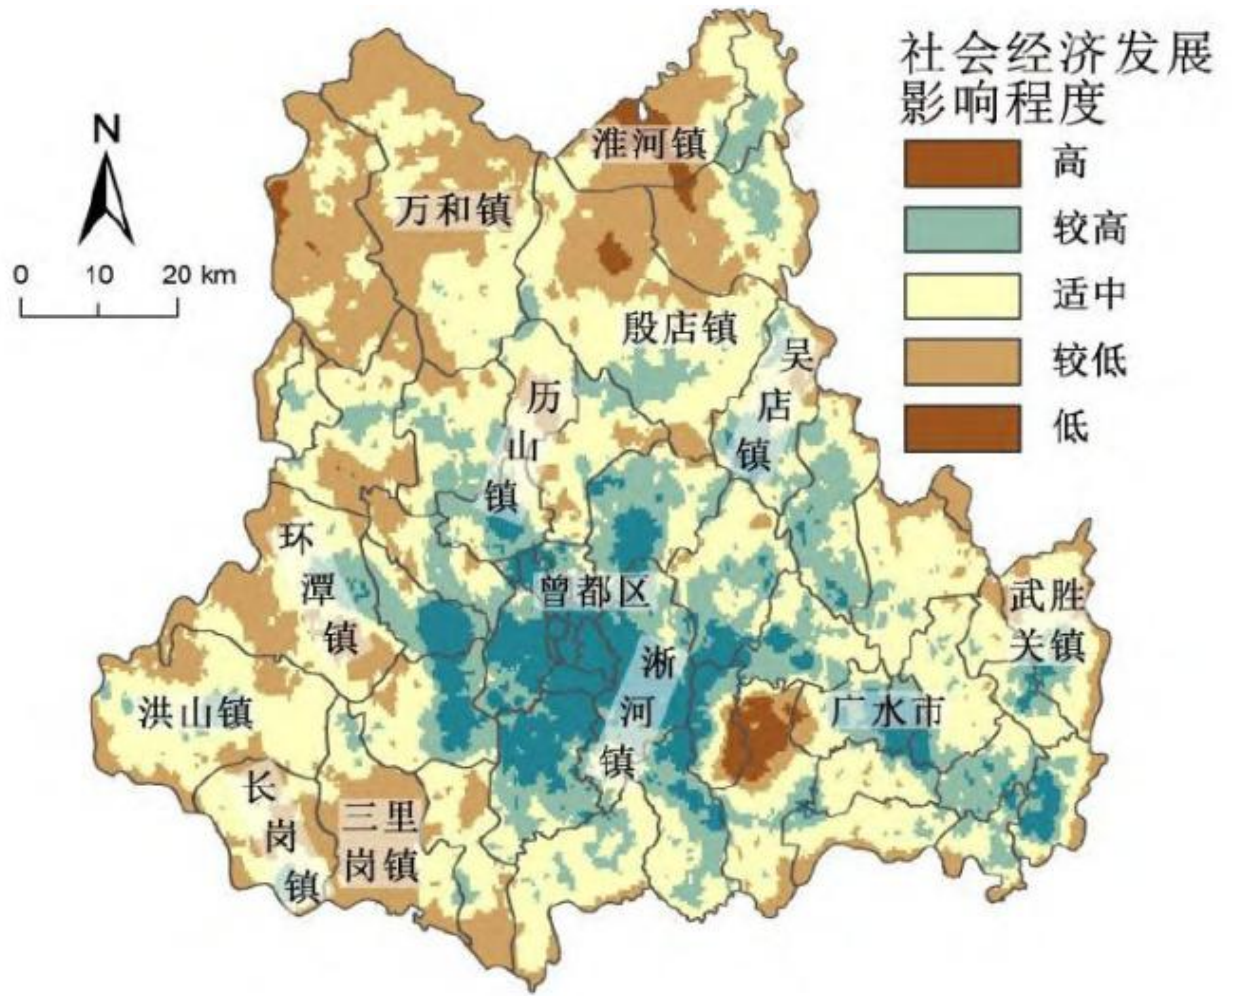 社会经济发展
影响程度
高
较高
适中
较低
低
N
0 10 20 km
淮河镇
万和镇
殷店镇
吴店镇
历山镇
环潭镇
曾都区
武胜
关镇
淅河镇
洪山镇
广水市
长岗镇
三里
岗镇